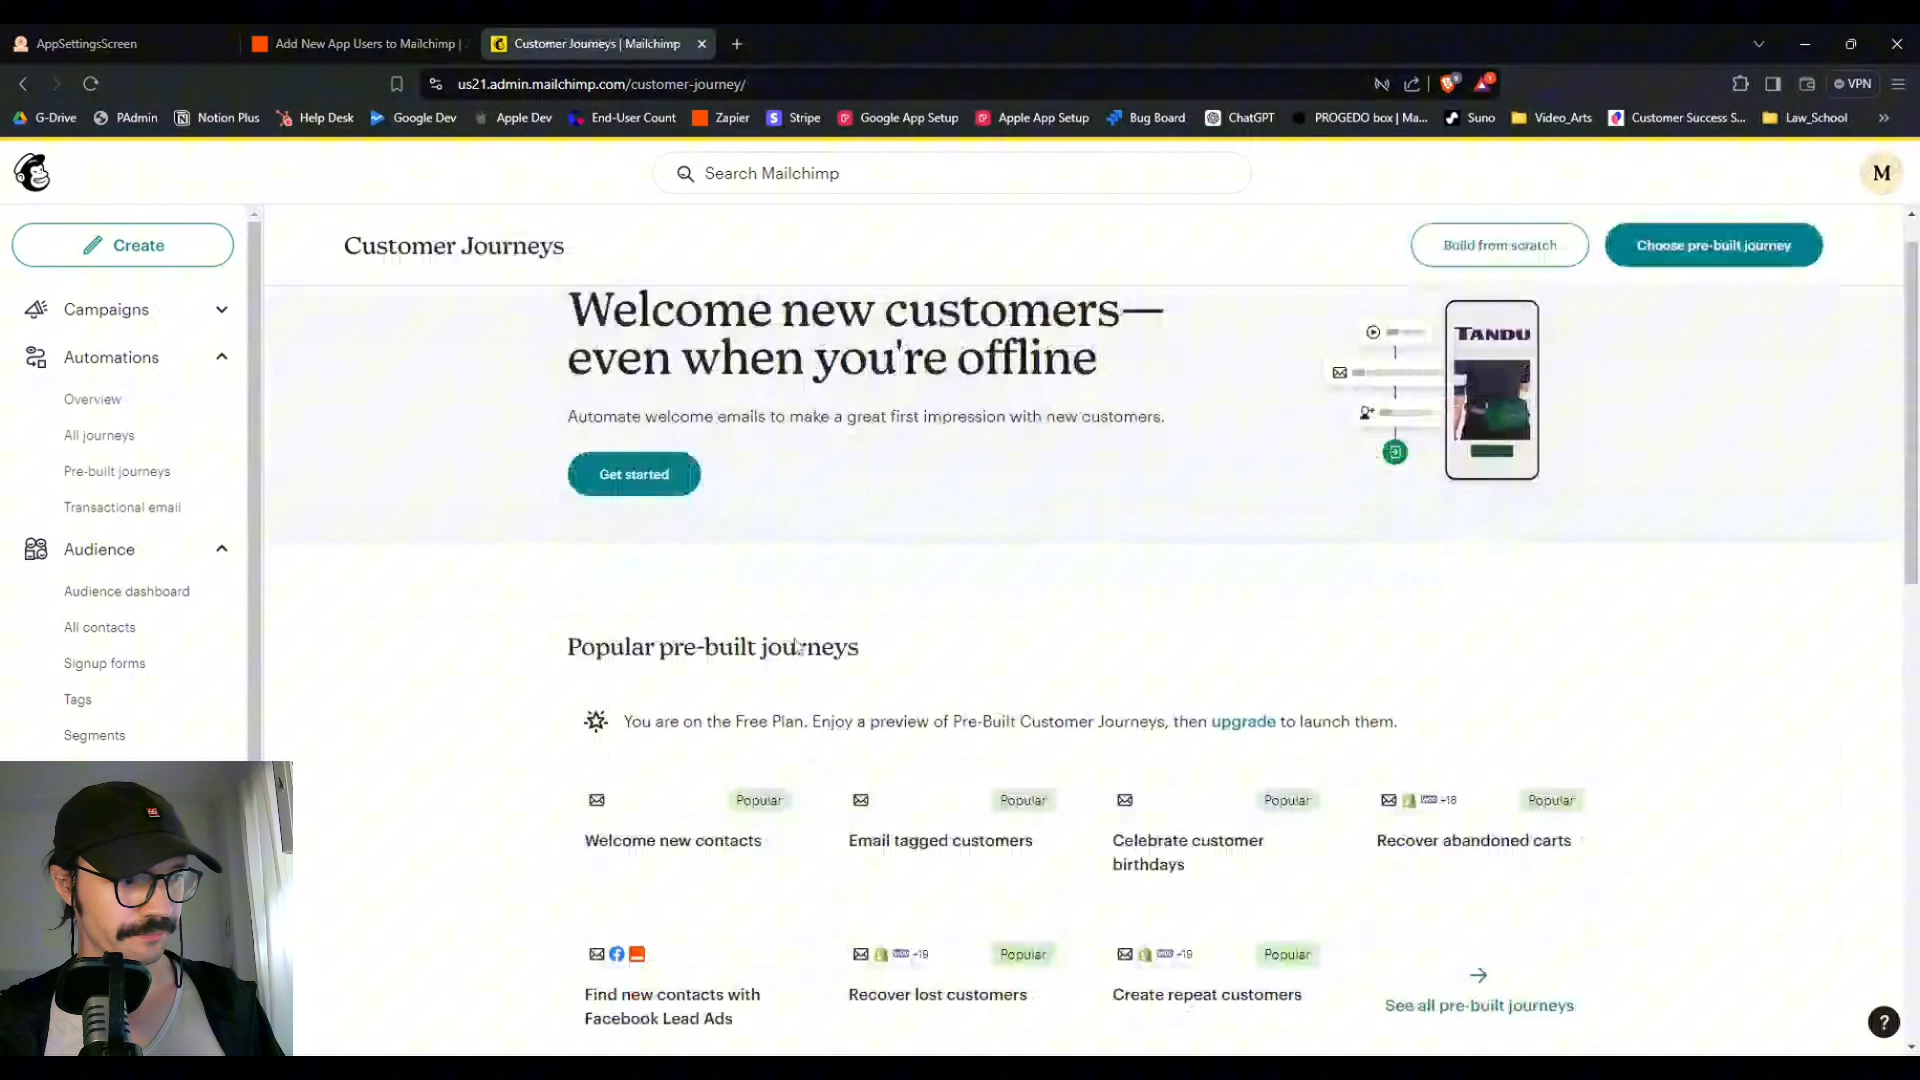 AppSettingsScreen
Add New App Users to Mailchimp |
Customer Journeys | Mailchimp
us21.admin.mailchimp.com/customer-journey/
VPN
G-Drive
PAdmin
Notion Plus
Help Desk
Google Dev
Apple Dev
End-User Count
Zapier
Stripe
Google App Setup
Apple App Setup
Bug Board
ChatGPT
PROGEDO box | Ma...
Suno
Video_Arts
Customer Success S...
Law_School
Search Mailchimp
M
Create
Customer Journeys
Build from scratch
Choose pre-built journey
Campaigns
Automations
Overview
All journeys
Pre-built journeys
Transactional email
Audience
Audience dashboard
All contacts
Signup forms
Tags
Segments
Welcome new customers—
even when you're offline
Automate welcome emails to make a great first impression with new customers.
Get started
TANDU
Popular pre-built journeys
You are on the Free Plan. Enjoy a preview of Pre-Built Customer Journeys, then upgrade to launch them.
Popular
Welcome new contacts
Popular
Email tagged customers
Popular
Celebrate customer
birthdays
+18
Popular
Recover abandoned carts
Find new contacts with
Facebook Lead Ads
+19
Popular
Recover lost customers
+19
Popular
Create repeat customers
See all pre-built journeys
?